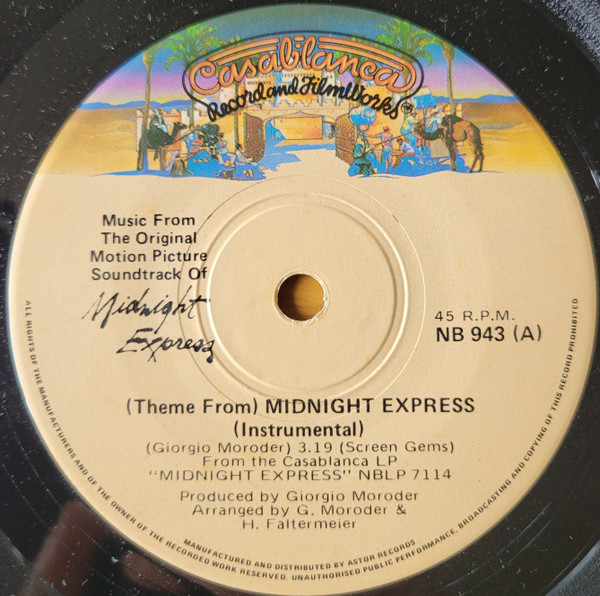 Casablanca
Record and FilmWorks
Music From
The Original
Motion Picture
Soundtrack Of
Midnight
Express
45 R.P.M.
NB 943 (A)
(Theme From) MIDNIGHT EXPRESS
(Instrumental)
(Giorgio Moroder) 3.19 (Screen Gems)
From the Casablanca LP
"MIDNIGHT EXPRESS" NBLP 7114
Produced by Giorgio Moroder
Arranged by G. Moroder &
H. Faltermeier
MANUFACTURED AND DISTRIBUTED BY ASTOR RECORDS
ALL RIGHTS OF THE MANUFACTURERS AND OF THE OWNER OF THE RECORDED WORK RESERVED. UNAUTHORISED PUBLIC PERFORMANCE, BROADCASTING AND COPYING OF THIS RECORD PROHIBITED